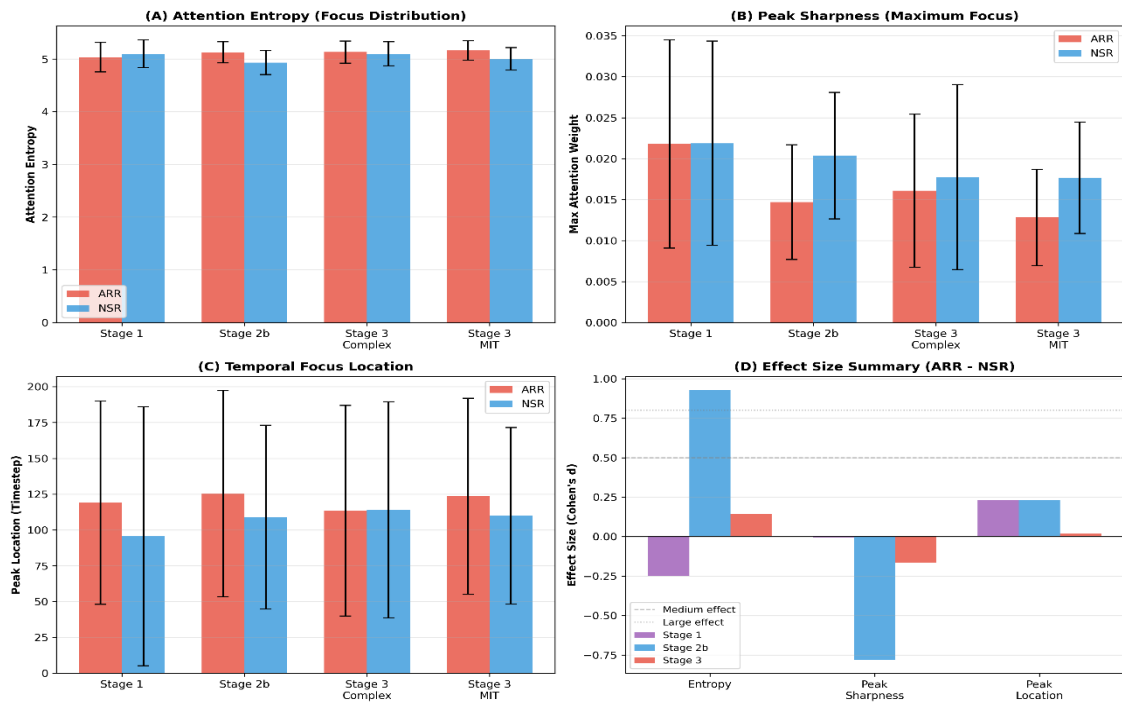 (A) Attention Entropy (Focus Distribution)
Attention Entropy
5
4
3
2
1
0
ARR
NSR
Stage 1
Stage 2b
Stage 3
Complex
Stage 3
MIT
(B) Peak Sharpness (Maximum Focus)
Max Attention Weight
0.035
0.030
0.025
0.020
0.015
0.010
0.005
0.000
ARR
NSR
Stage 1
Stage 2b
Stage 3
Complex
Stage 3
MIT
(C) Temporal Focus Location
Peak Location (Timestep)
200
175
150
125
100
75
50
25
0
ARR
NSR
Stage 1
Stage 2b
Stage 3
Complex
Stage 3
MIT
(D) Effect Size Summary (ARR - NSR)
Effect Size (Cohen's d)
1.00
0.75
0.50
0.25
0.00
−0.25
−0.50
−0.75
Medium effect
Large effect
Stage 1
Stage 2b
Stage 3
Entropy
Peak
Sharpness
Peak
Location